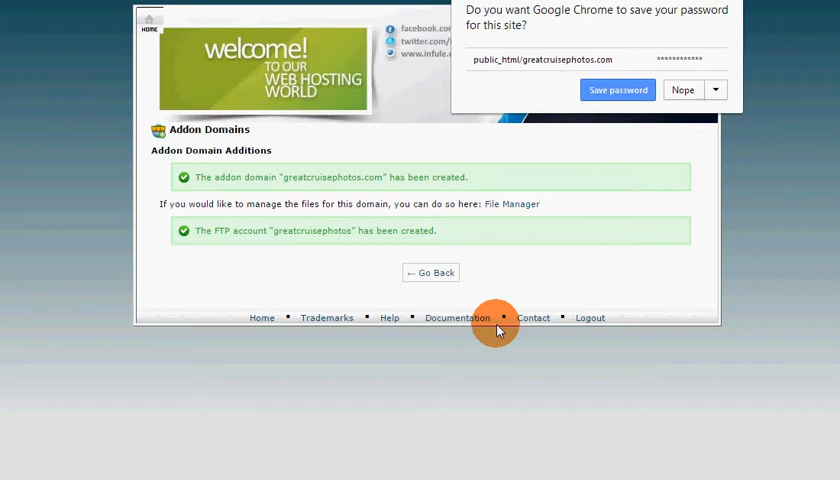 Do you want Google Chrome to save your password
for this site?
public_html/greatcruisephotos.com ************
Save password Nope
HOME
welcome!
TO OUR
WEB HOSTING
WORLD
facebook.com
twitter.com/
www.infule.
Addon Domains
Addon Domain Additions
The addon domain "greatcruisephotos.com" has been created.
If you would like to manage the files for this domain, you can do so here: File Manager
The FTP account "greatcruisephotos" has been created.
← Go Back
Home ▪ Trademarks ▪ Help ▪ Documentation ▪ Contact ▪ Logout